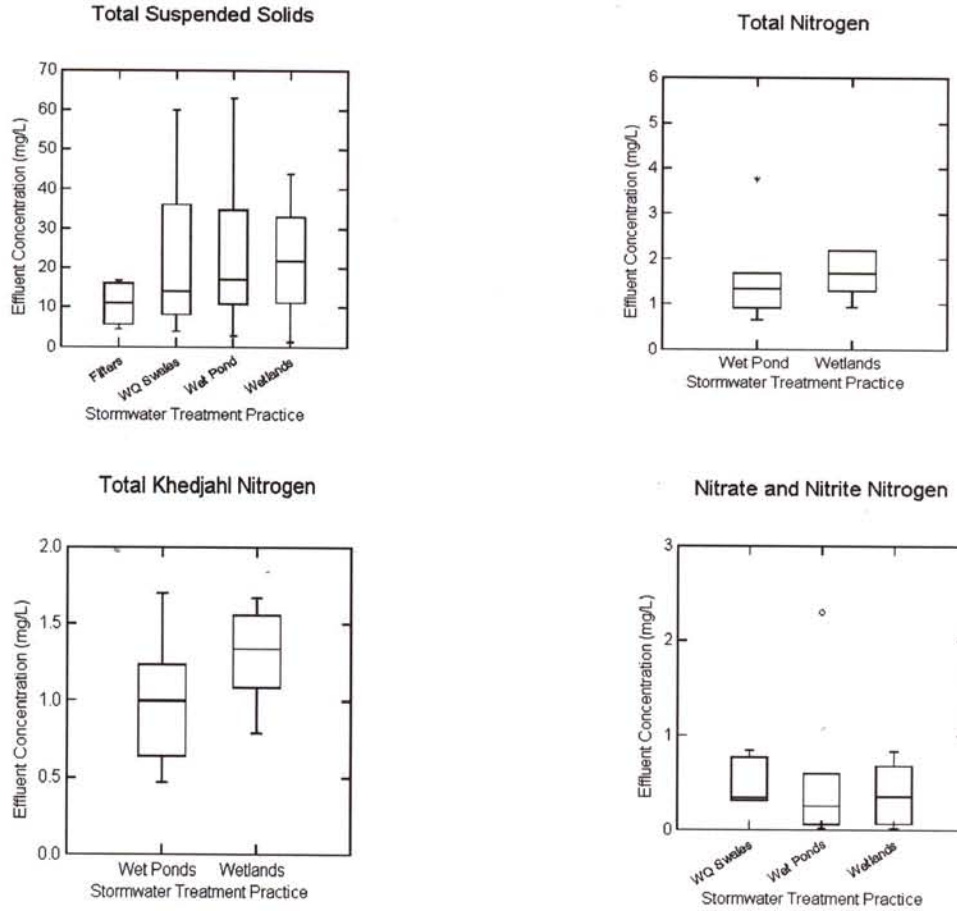 Total Suspended Solids
Effluent Concentration (mg/L)
70
60
50
40
30
20
10
0
Filters
WQ Swales
Wet Pond
Wetlands
Stormwater Treatment Practice
Total Nitrogen
Effluent Concentration (mg/L)
6
5
4
3
2
1
0
Wet Pond
Wetlands
Stormwater Treatment Practice
Total Khedjahl Nitrogen
Effluent Concentration (mg/L)
2.0
1.5
1.0
0.5
0.0
Wet Ponds
Wetlands
Stormwater Treatment Practice
Nitrate and Nitrite Nitrogen
Effluent Concentration (mg/L)
3
2
1
0
WQ Swales
Wet Ponds
Wetlands
Stormwater Treatment Practice